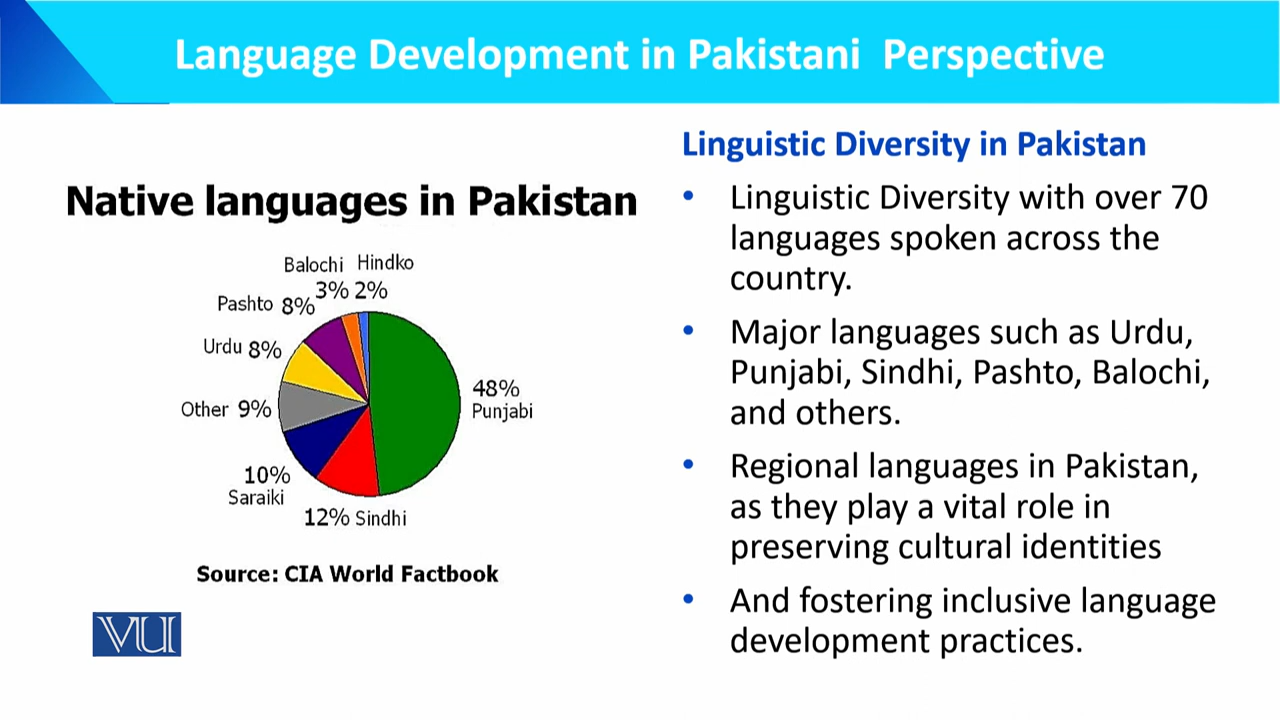 Language Development in Pakistani  Perspective
Native languages in Pakistan
Balochi
Hindko
3%
2%
Pashto 8%
Urdu 8%
48%
Punjabi
Other 9%
10%
Saraiki
12% Sindhi
Source: CIA World Factbook
VU
Linguistic Diversity in Pakistan
• Linguistic Diversity with over 70
languages spoken across the
country.
• Major languages such as Urdu,
Punjabi, Sindhi, Pashto, Balochi,
and others.
• Regional languages in Pakistan,
as they play a vital role in
preserving cultural identities
• And fostering inclusive language
development practices.